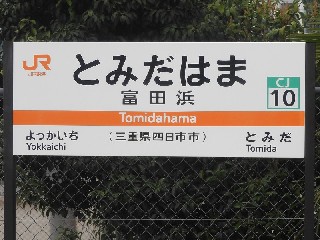 JR
JR東海
とみだはま
CJ
10
富田浜
Tomidahama
よっかいち
(三重県四日市市)
とみだ
Yokkaichi
Tomida